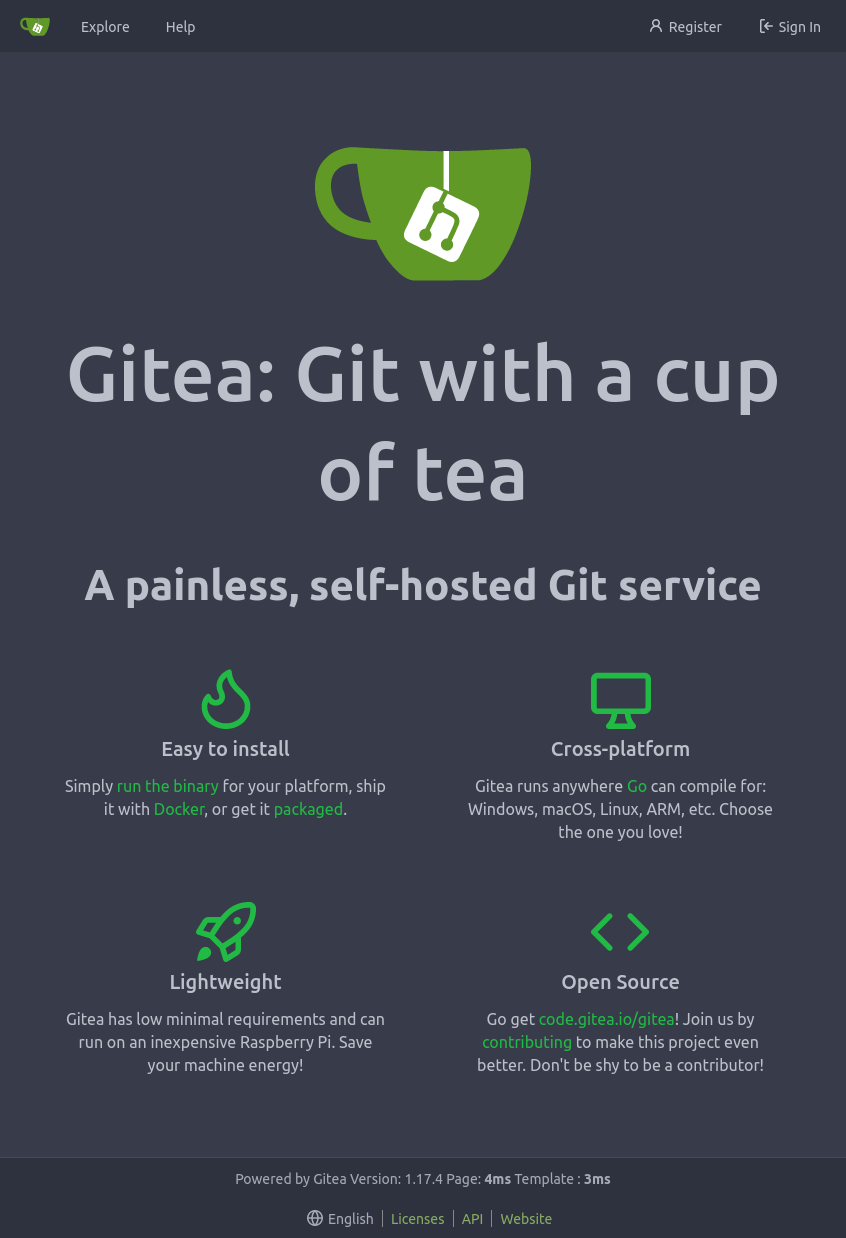 Explore Help Register Sign In
Gitea: Git with a cup
of tea
A painless, self-hosted Git service
Easy to install
Simply run the binary for your platform, ship
it with Docker, or get it packaged.
Cross-platform
Gitea runs anywhere Go can compile for:
Windows, macOS, Linux, ARM, etc. Choose
the one you love!
Lightweight
Gitea has low minimal requirements and can
run on an inexpensive Raspberry Pi. Save
your machine energy!
Open Source
Go get code.gitea.io/gitea! Join us by
contributing to make this project even
better. Don't be shy to be a contributor!
Powered by Gitea Version: 1.17.4 Page: 4ms Template : 3ms
English Licenses API Website